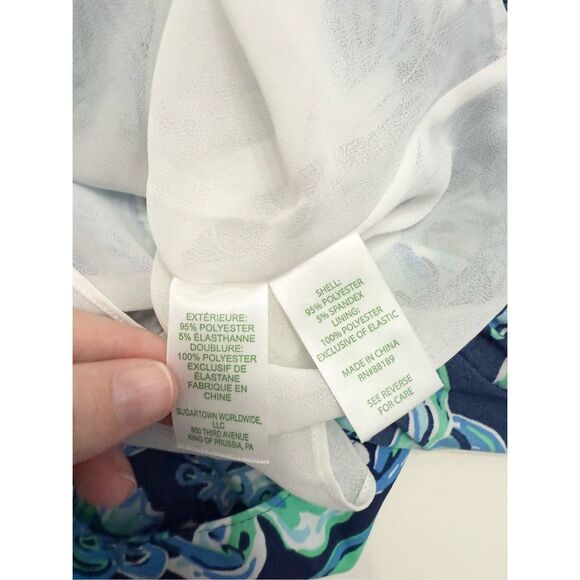 EXTÉRIEURE:
95% POLYESTER
5% ÉLASTHANNE
DOUBLURE:
100% POLYESTER
EXCLUSIF DE
ÉLASTANE
FABRIQUE EN
CHINE
SUGARTOWN WORLDWIDE,
LLC
800 THIRD AVENUE
KING OF PRUSSIA, PA
SHELL:
95% POLYESTER
5% SPANDEX
LINING:
100% POLYESTER
EXCLUSIVE OF ELASTIC
MADE IN CHINA
RN#88189
SEE REVERSE
FOR CARE